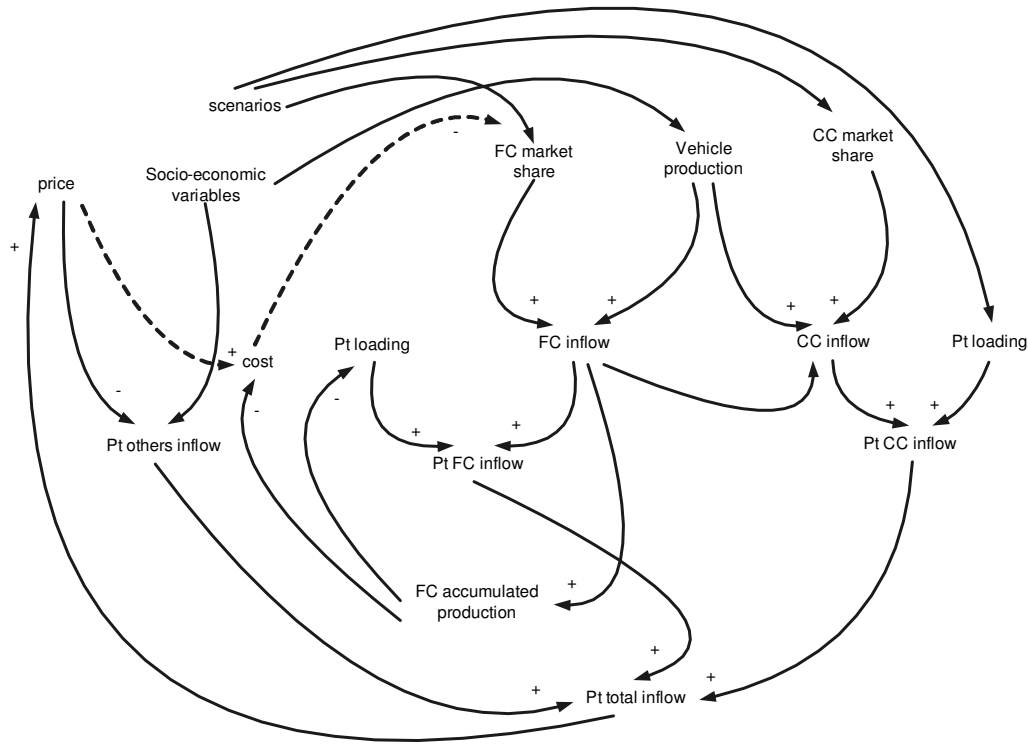 scenarios
-
FC market
share
Vehicle
production
CC market
share
Socio-economic
variables
price
+
+
+
+
+
FC inflow
CC inflow
Pt loading
Pt loading
+
cost
-
-
-
+
+
+
+
Pt others inflow
Pt FC inflow
Pt CC inflow
+
FC accumulated
production
+
+
+
Pt total inflow